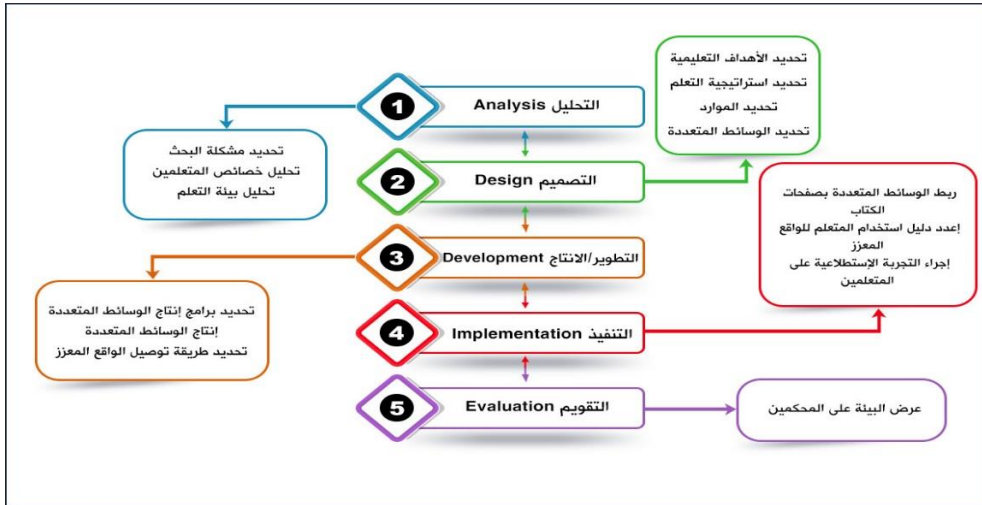 1
التحليل Analysis
تحديد مشكلة البحث
تحليل خصائص المتعلمين
تحليل بيئة التعلم
2
التصميم Design
تحديد الأهداف التعليمية
تحديد استراتيجية التعلم
تحديد الموارد
تحديد الوسائط المتعددة
3
التطوير/الانتاج Development
تحديد برامج إنتاج الوسائط المتعددة
إنتاج الوسائط المتعددة
تحديد طريقة توصيل الواقع المعزز
4
التنفيذ Implementation
ربط الوسائط المتعددة بصفحات
الكتاب
إعدد دليل استخدام المتعلم للواقع
المعزز
إجراء التجربة الإستطلاعية على
المتعلمين
5
التقويم Evaluation
عرض البيئة على المحكمين